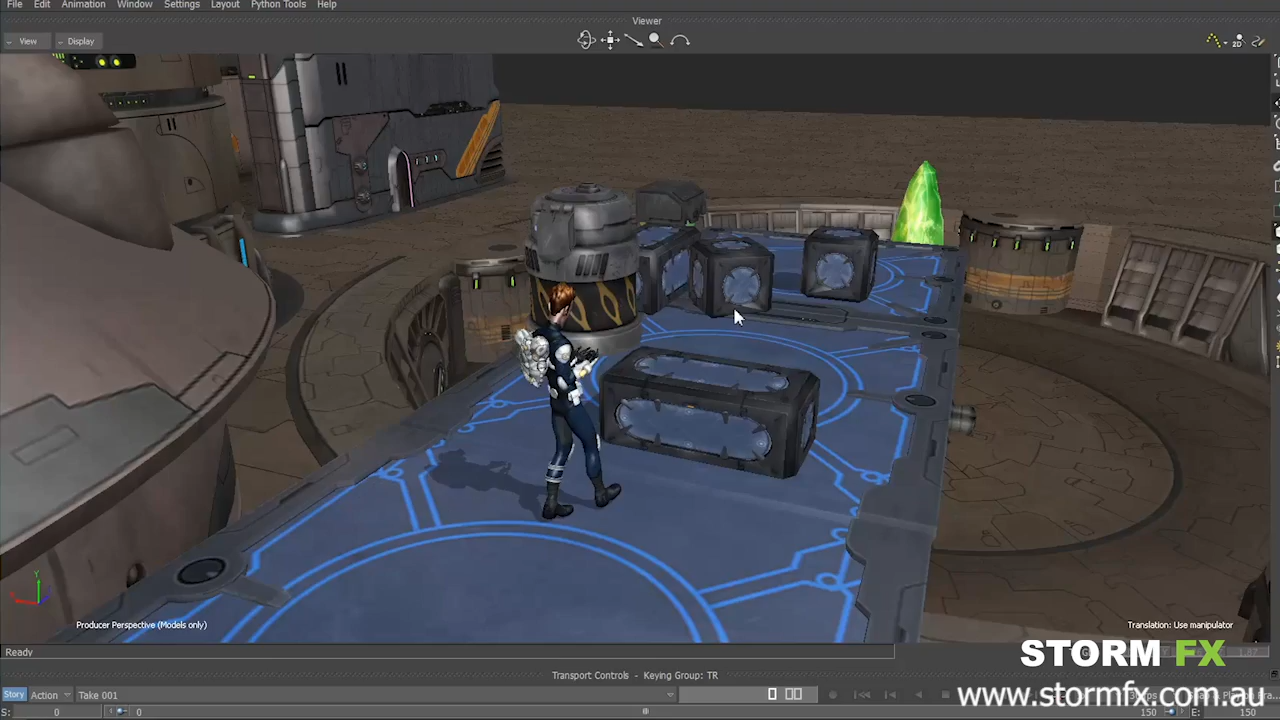 File Edit Animation Window Settings Layout Python Tools Help
Viewer
View Display
2D
Producer Perspective (Models only)
Translation: Use manipulator
Ready
STORM FX
Transport Controls - Keying Group: TR
Story Action Take 001
www.stormfx.com.au
S: 0 0 150 E: 150